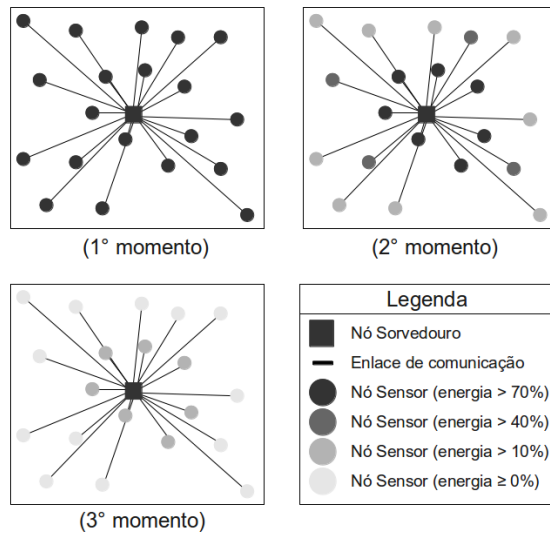 (1° momento)
(2° momento)
(3° momento)
Legenda
Nó Sorvedouro
Enlace de comunicação
Nó Sensor (energia > 70%)
Nó Sensor (energia > 40%)
Nó Sensor (energia > 10%)
Nó Sensor (energia ≥ 0%)